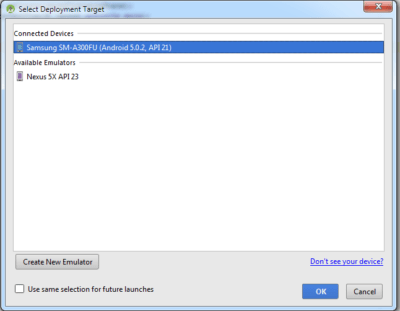 Select Deployment Target
Connected Devices
Samsung SM-A300FU (Android 5.0.2, API 21)
Available Emulators
Nexus 5X API 23
Create New Emulator
Don't see your device?
Use same selection for future launches
OK
Cancel